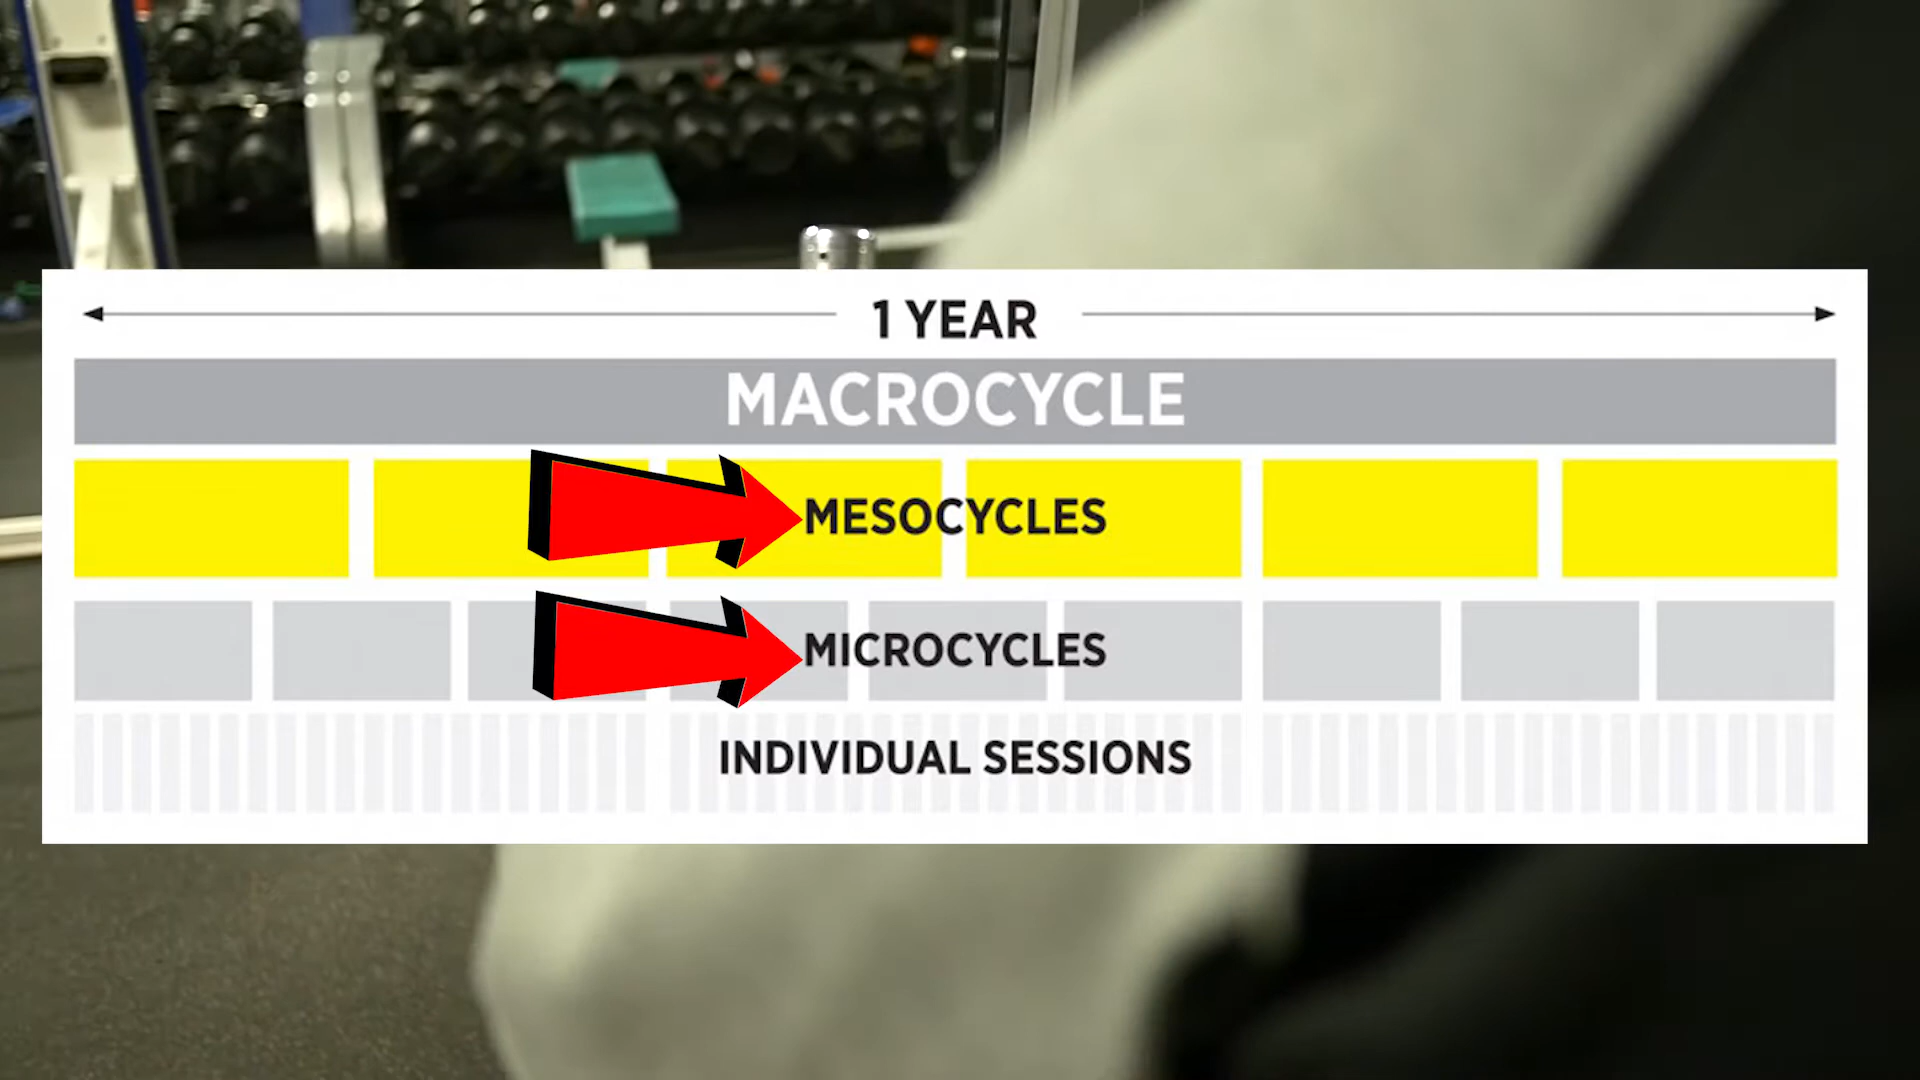 1 YEAR
MACROCYCLE
MESOCYCLES
MICROCYCLES
INDIVIDUAL SESSIONS